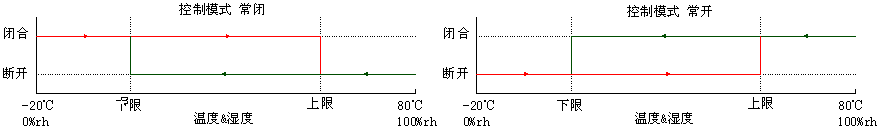 控制模式 常闭
闭合
断开
-20℃
下限
上限
80℃
0%rh
温度&湿度
100%rh
控制模式 常开
闭合
断开
-20℃
下限
上限
80℃
0%rh
温度&湿度
100%rh